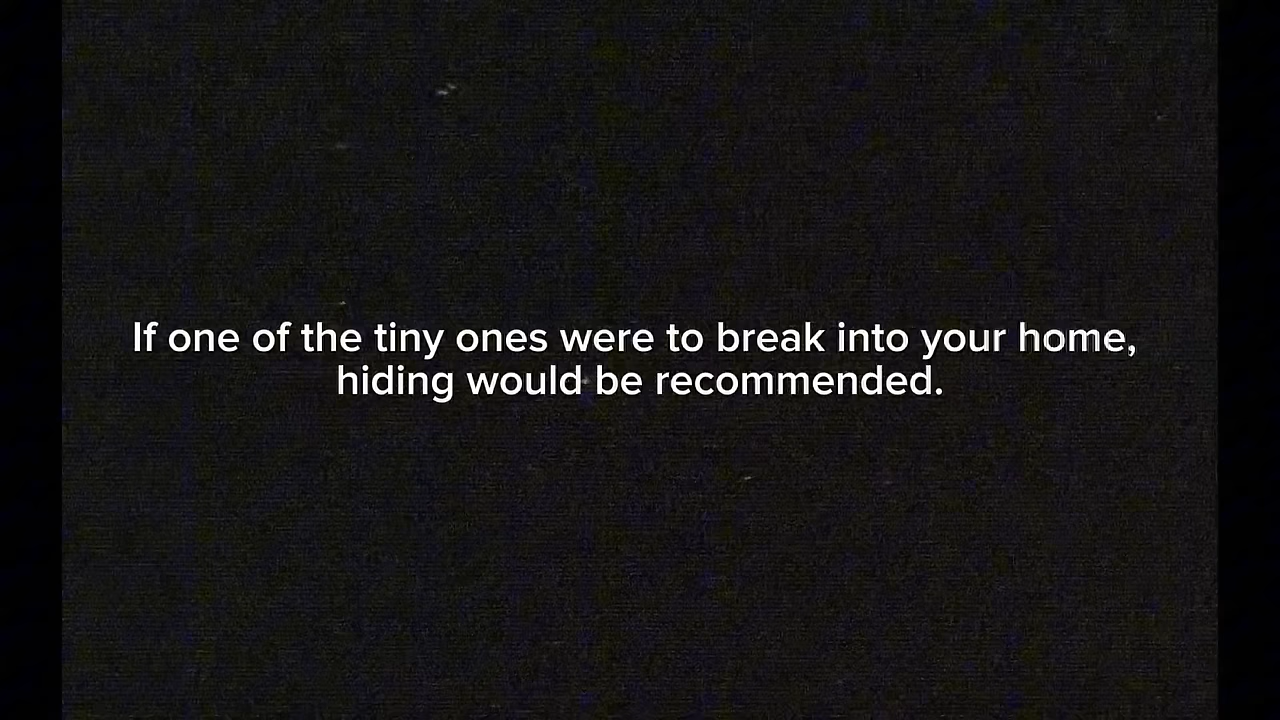 If one of the tiny ones were to break into your home,
hiding would be recommended.